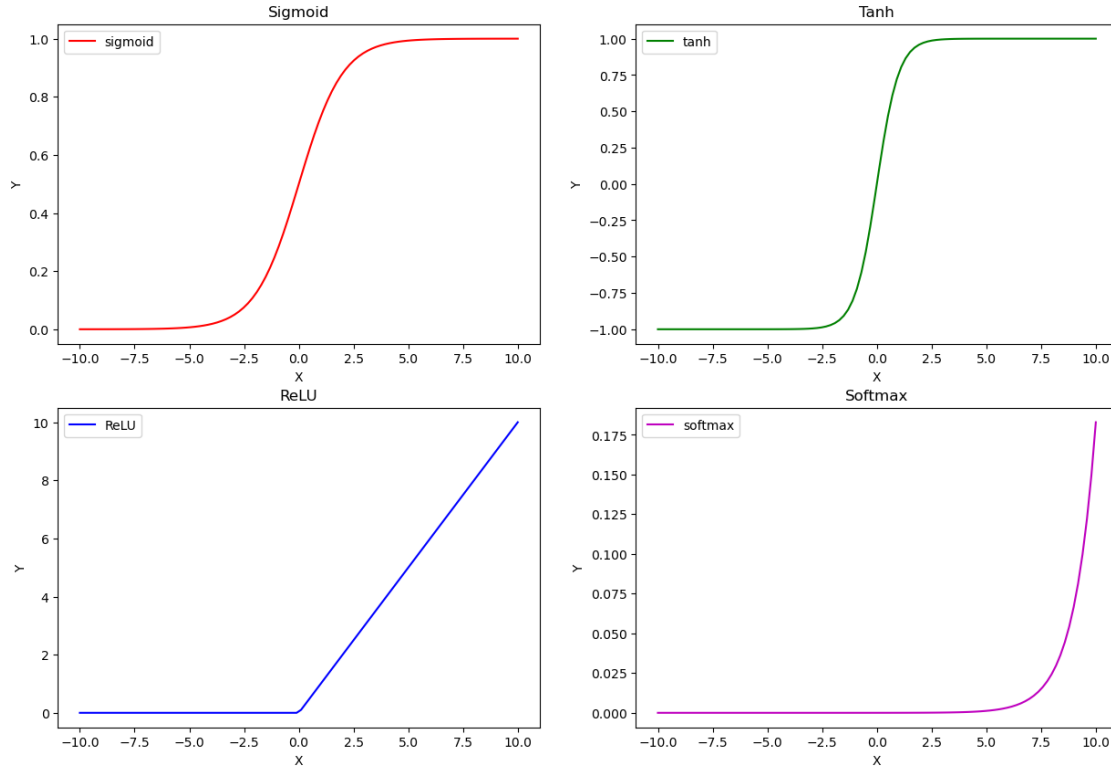 Sigmoid
1.0
0.8
0.6
0.4
0.2
0.0
Y
sigmoid
−10.0 −7.5 −5.0 −2.5 0.0 2.5 5.0 7.5 10.0
X
Tanh
1.00
0.75
0.50
0.25
0.00
−0.25
−0.50
−0.75
−1.00
Y
tanh
−10.0 −7.5 −5.0 −2.5 0.0 2.5 5.0 7.5 10.0
X
ReLU
10
8
6
4
2
0
Y
ReLU
−10.0 −7.5 −5.0 −2.5 0.0 2.5 5.0 7.5 10.0
X
Softmax
0.175
0.150
0.125
0.100
0.075
0.050
0.025
0.000
Y
softmax
−10.0 −7.5 −5.0 −2.5 0.0 2.5 5.0 7.5 10.0
X